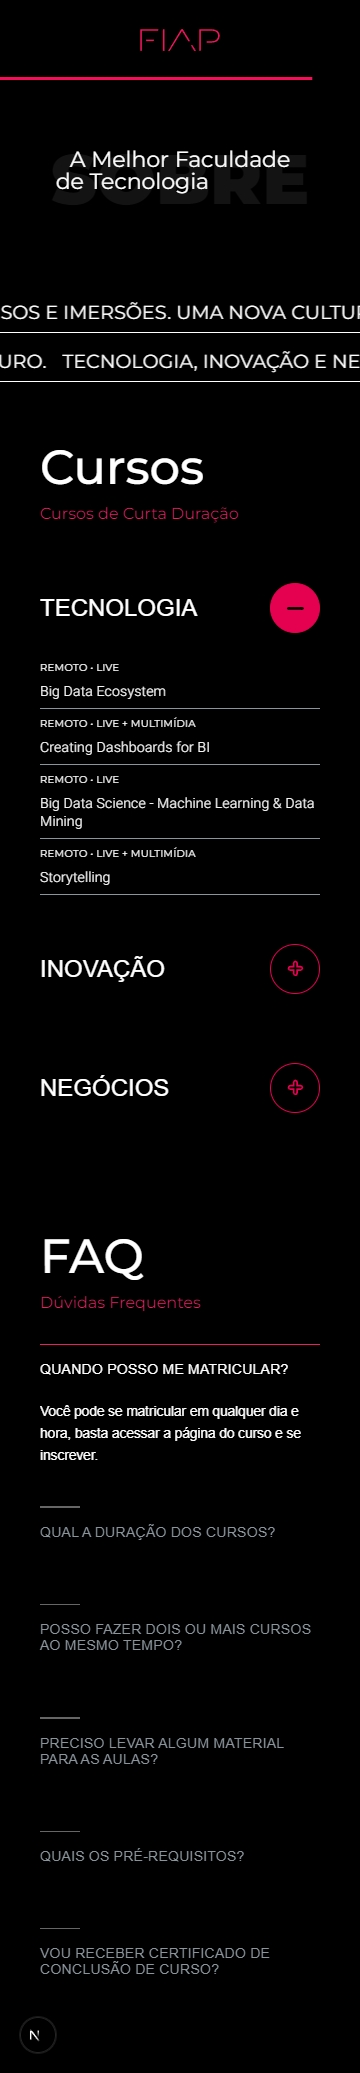 FIAP
SOBRE
A Melhor Faculdade
de Tecnologia
SOS E IMERSÕES. UMA NOVA CULTUR
URO. TECNOLOGIA, INOVAÇÃO E NE
Cursos
Cursos de Curta Duração
TECNOLOGIA
REMOTO • LIVE
Big Data Ecosystem
REMOTO • LIVE + MULTIMÍDIA
Creating Dashboards for BI
REMOTO • LIVE
Big Data Science - Machine Learning & Data
Mining
REMOTO • LIVE + MULTIMÍDIA
Storytelling
INOVAÇÃO
NEGÓCIOS
FAQ
Dúvidas Frequentes
QUANDO POSSO ME MATRICULAR?
Você pode se matricular em qualquer dia e
hora, basta acessar a página do curso e se
inscrever.
QUAL A DURAÇÃO DOS CURSOS?
POSSO FAZER DOIS OU MAIS CURSOS
AO MESMO TEMPO?
PRECISO LEVAR ALGUM MATERIAL
PARA AS AULAS?
QUAIS OS PRÉ-REQUISITOS?
VOU RECEBER CERTIFICADO DE
CONCLUSÃO DE CURSO?
N